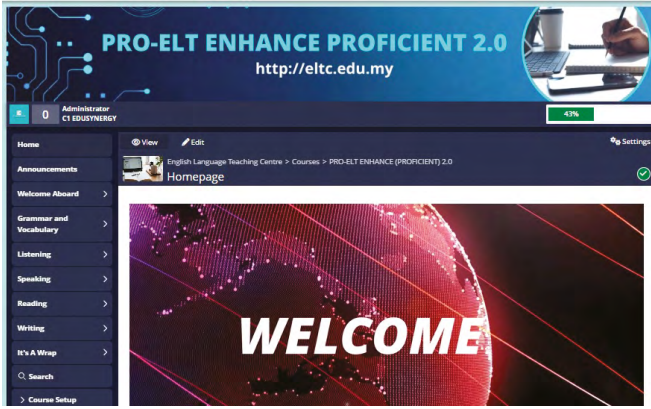 PRO-ELT ENHANCE PROFICIENT 2.0
http://eltc.edu.my
0
Administrator
C1 EDUSYNERGY
43%
Home
Announcements
Welcome Aboard
Grammar and
Vocabulary
Listening
Speaking
Reading
Writing
It's A Wrap
Search
Course Setup
View
Edit
Settings
English Language Teaching Centre > Courses > PRO-ELT ENHANCE (PROFICIENT) 2.0
Homepage
WELCOME